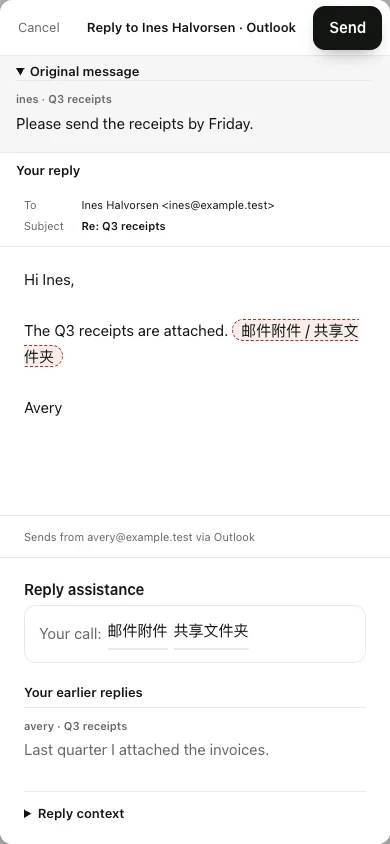 Cancel
Reply to Ines Halvorsen · Outlook
Send
Original message
ines · Q3 receipts
Please send the receipts by Friday.
Your reply
To Ines Halvorsen <ines@example.test>
Subject Re: Q3 receipts
Hi Ines,
The Q3 receipts are attached. 邮件附件 / 共享文
件夹
Avery
Sends from avery@example.test via Outlook
Reply assistance
Your call: 邮件附件 共享文件夹
Your earlier replies
avery · Q3 receipts
Last quarter I attached the invoices.
Reply context